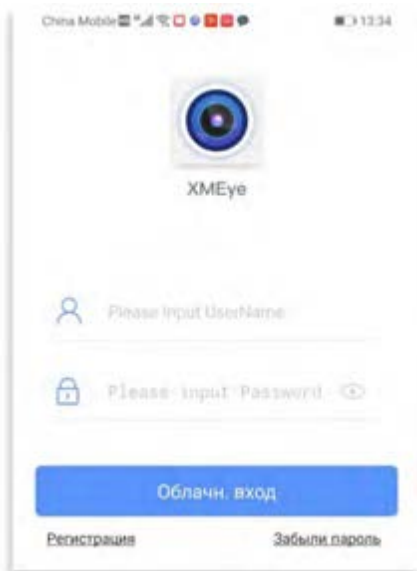 China Mobile 13:34
XMEye
Please Input UserName
Please input Password
Облачн. вход
Регистрация Забыли пароль